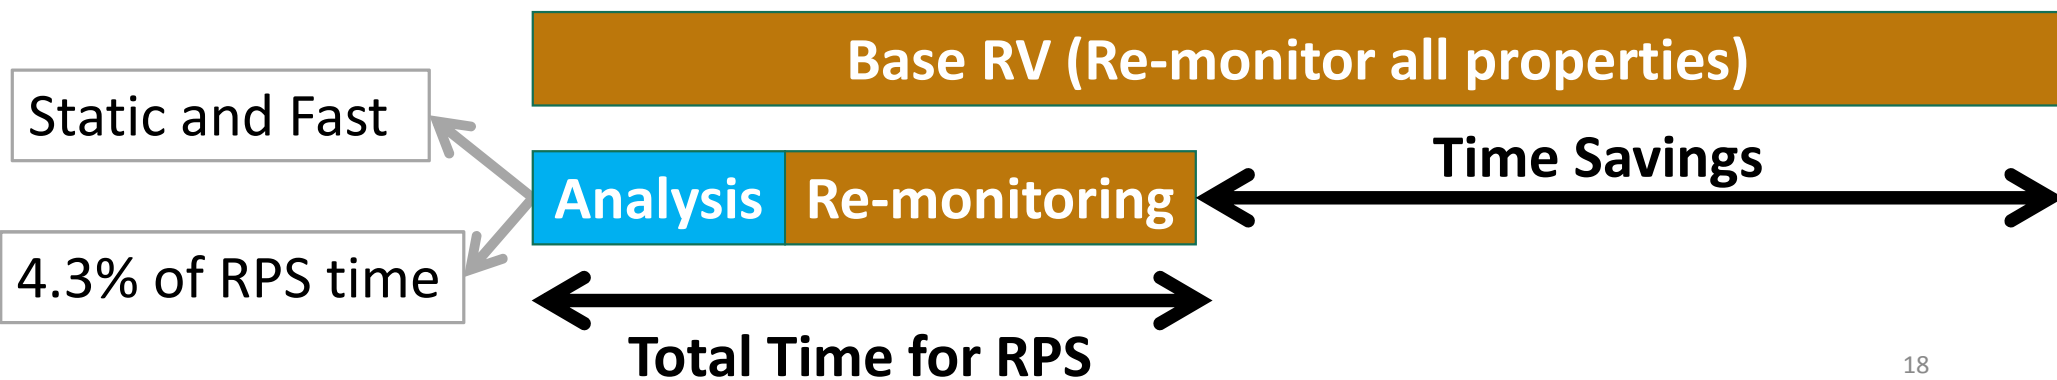 Base RV (Re-monitor all properties)
Static and Fast
Time Savings
Analysis
Re-monitoring
4.3% of RPS time
Total Time for RPS
18